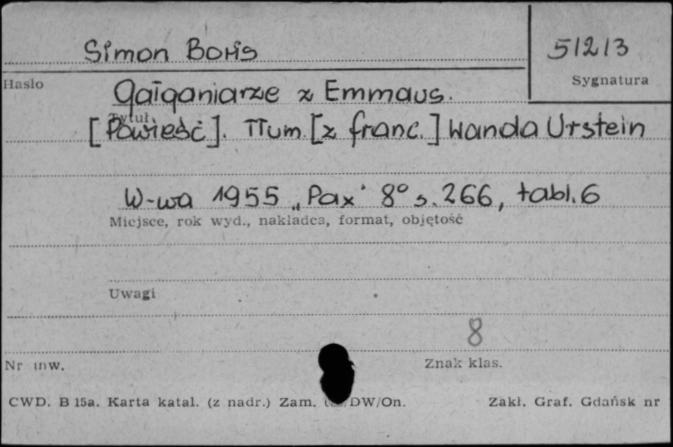 Simon Boris
51213
Hasło
Sygnatura
Gałganiarze z Emmaus.
Tytuł
[Powieść]. Tłum. [z franc.] Wanda Urstein
W-wa 1955 "Pax" 8° s. 266, tabl. 6
Miejsce, rok wyd., nakładca, format, objętość
Uwagi
8
Nr inw.
Znak klas.
CWD. B 15a. Karta katal. (z nadr.) Zam. DW/On.
Zakł. Graf. Gdańsk nr